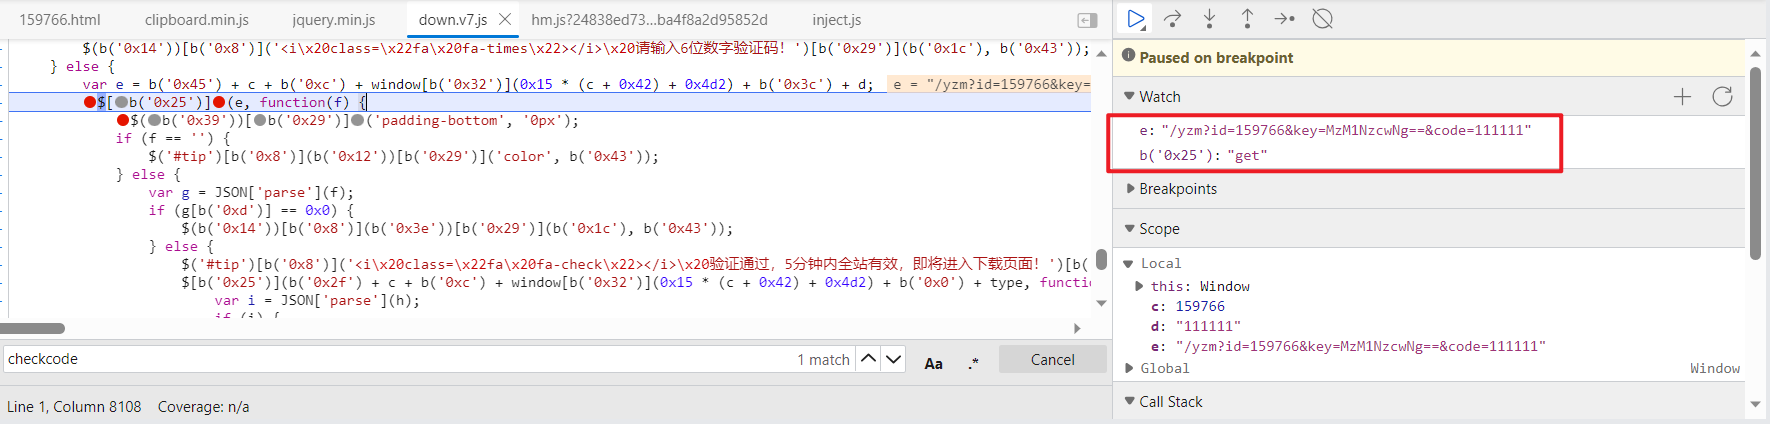 159766.html clipboard.min.js jquery.min.js down.v7.js hm.js?24838ed73...ba4f8a2d95852d inject.js
$(b('0x14'))[b('0x8')]('<i\x20class=\x22fa\x20fa-times\x22></i>\x20请输入6位数字验证码! ')[b('0x29')](b('0x1c'), b('0x43'));
} else {
var e = b('0x45') + c + b('0xc') + window[b('0x32')](0x15 * (c + 0x42) + 0x4d2) + b('0x3c') + d; e = "/yzm?id=159766&key=
$[b('0x25')](e, function(f) {
$(b('0x39'))[b('0x29')]('padding-bottom', '0px');
if (f == '') {
$('#tip')[b('0x8')](b('0x12'))[b('0x29')]('color', b('0x43'));
} else {
var g = JSON['parse'](f);
if (g[b('0xd')] == 0x0) {
$(b('0x14'))[b('0x8')](b('0x3e'))[b('0x29')](b('0x1c'), b('0x43'));
} else {
$('#tip')[b('0x8')]('<i\x20class=\x22fa\x20fa-check\x22></i>\x20验证通过，5分钟内全站有效，即将进入下载页面! ')[b(
$[b('0x25')](b('0x2f') + c + b('0xc') + window[b('0x32')](0x15 * (c + 0x42) + 0x4d2) + b('0x0') + type, functio
var i = JSON['parse'](h);
if (i) {
checkcode 1 match Aa .* Cancel
Line 1, Column 8108 Coverage: n/a
Paused on breakpoint
Watch
e: "/yzm?id=159766&key=MzM1NzcwNg==&code=111111"
b('0x25'): "get"
Breakpoints
Scope
Local
this: Window
c: 159766
d: "111111"
e: "/yzm?id=159766&key=MzM1NzcwNg==&code=111111"
Global Window
Call Stack